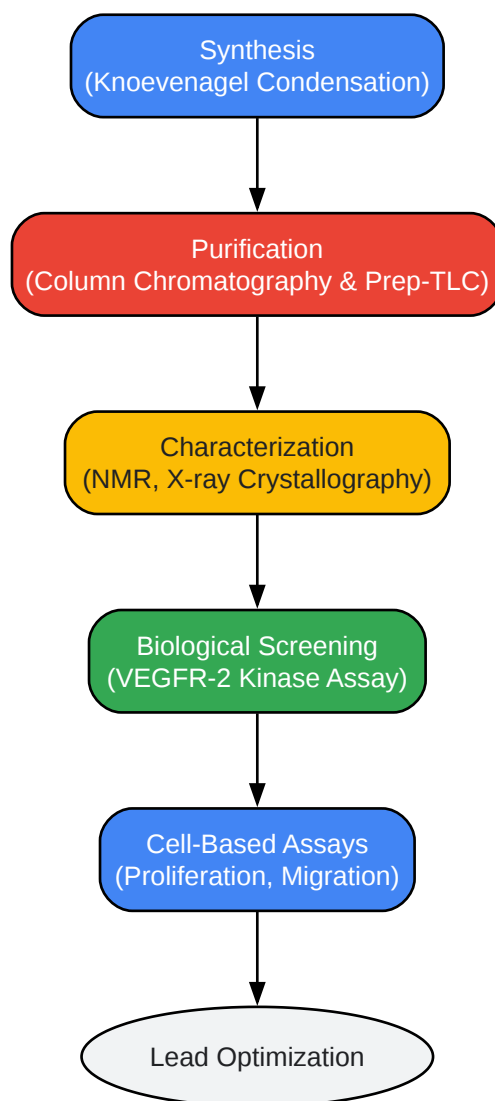 Synthesis
(Knoevenagel Condensation)
Purification
(Column Chromatography & Prep-TLC)
Characterization
(NMR, X-ray Crystallography)
Biological Screening
(VEGFR-2 Kinase Assay)
Cell-Based Assays
(Proliferation, Migration)
Lead Optimization